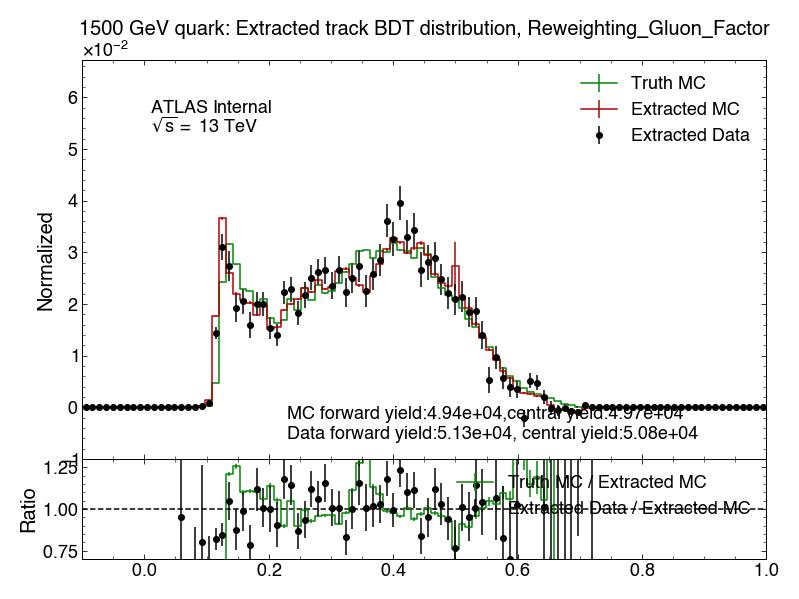 1500 GeV quark: Extracted track BDT distribution, Reweighting_Gluon_Factor
×10−2
ATLAS Internal
√s = 13 TeV
Truth MC
Extracted MC
Extracted Data
Normalized
6
5
4
3
2
1
0
1
MC forward yield:4.94e+04,central yield:4.97e+04
Data forward yield:5.13e+04, central yield:5.08e+04
Ratio
1.25
1.00
0.75
Truth MC / Extracted MC
Extracted Data / Extracted MC
0.0 0.2 0.4 0.6 0.8 1.0